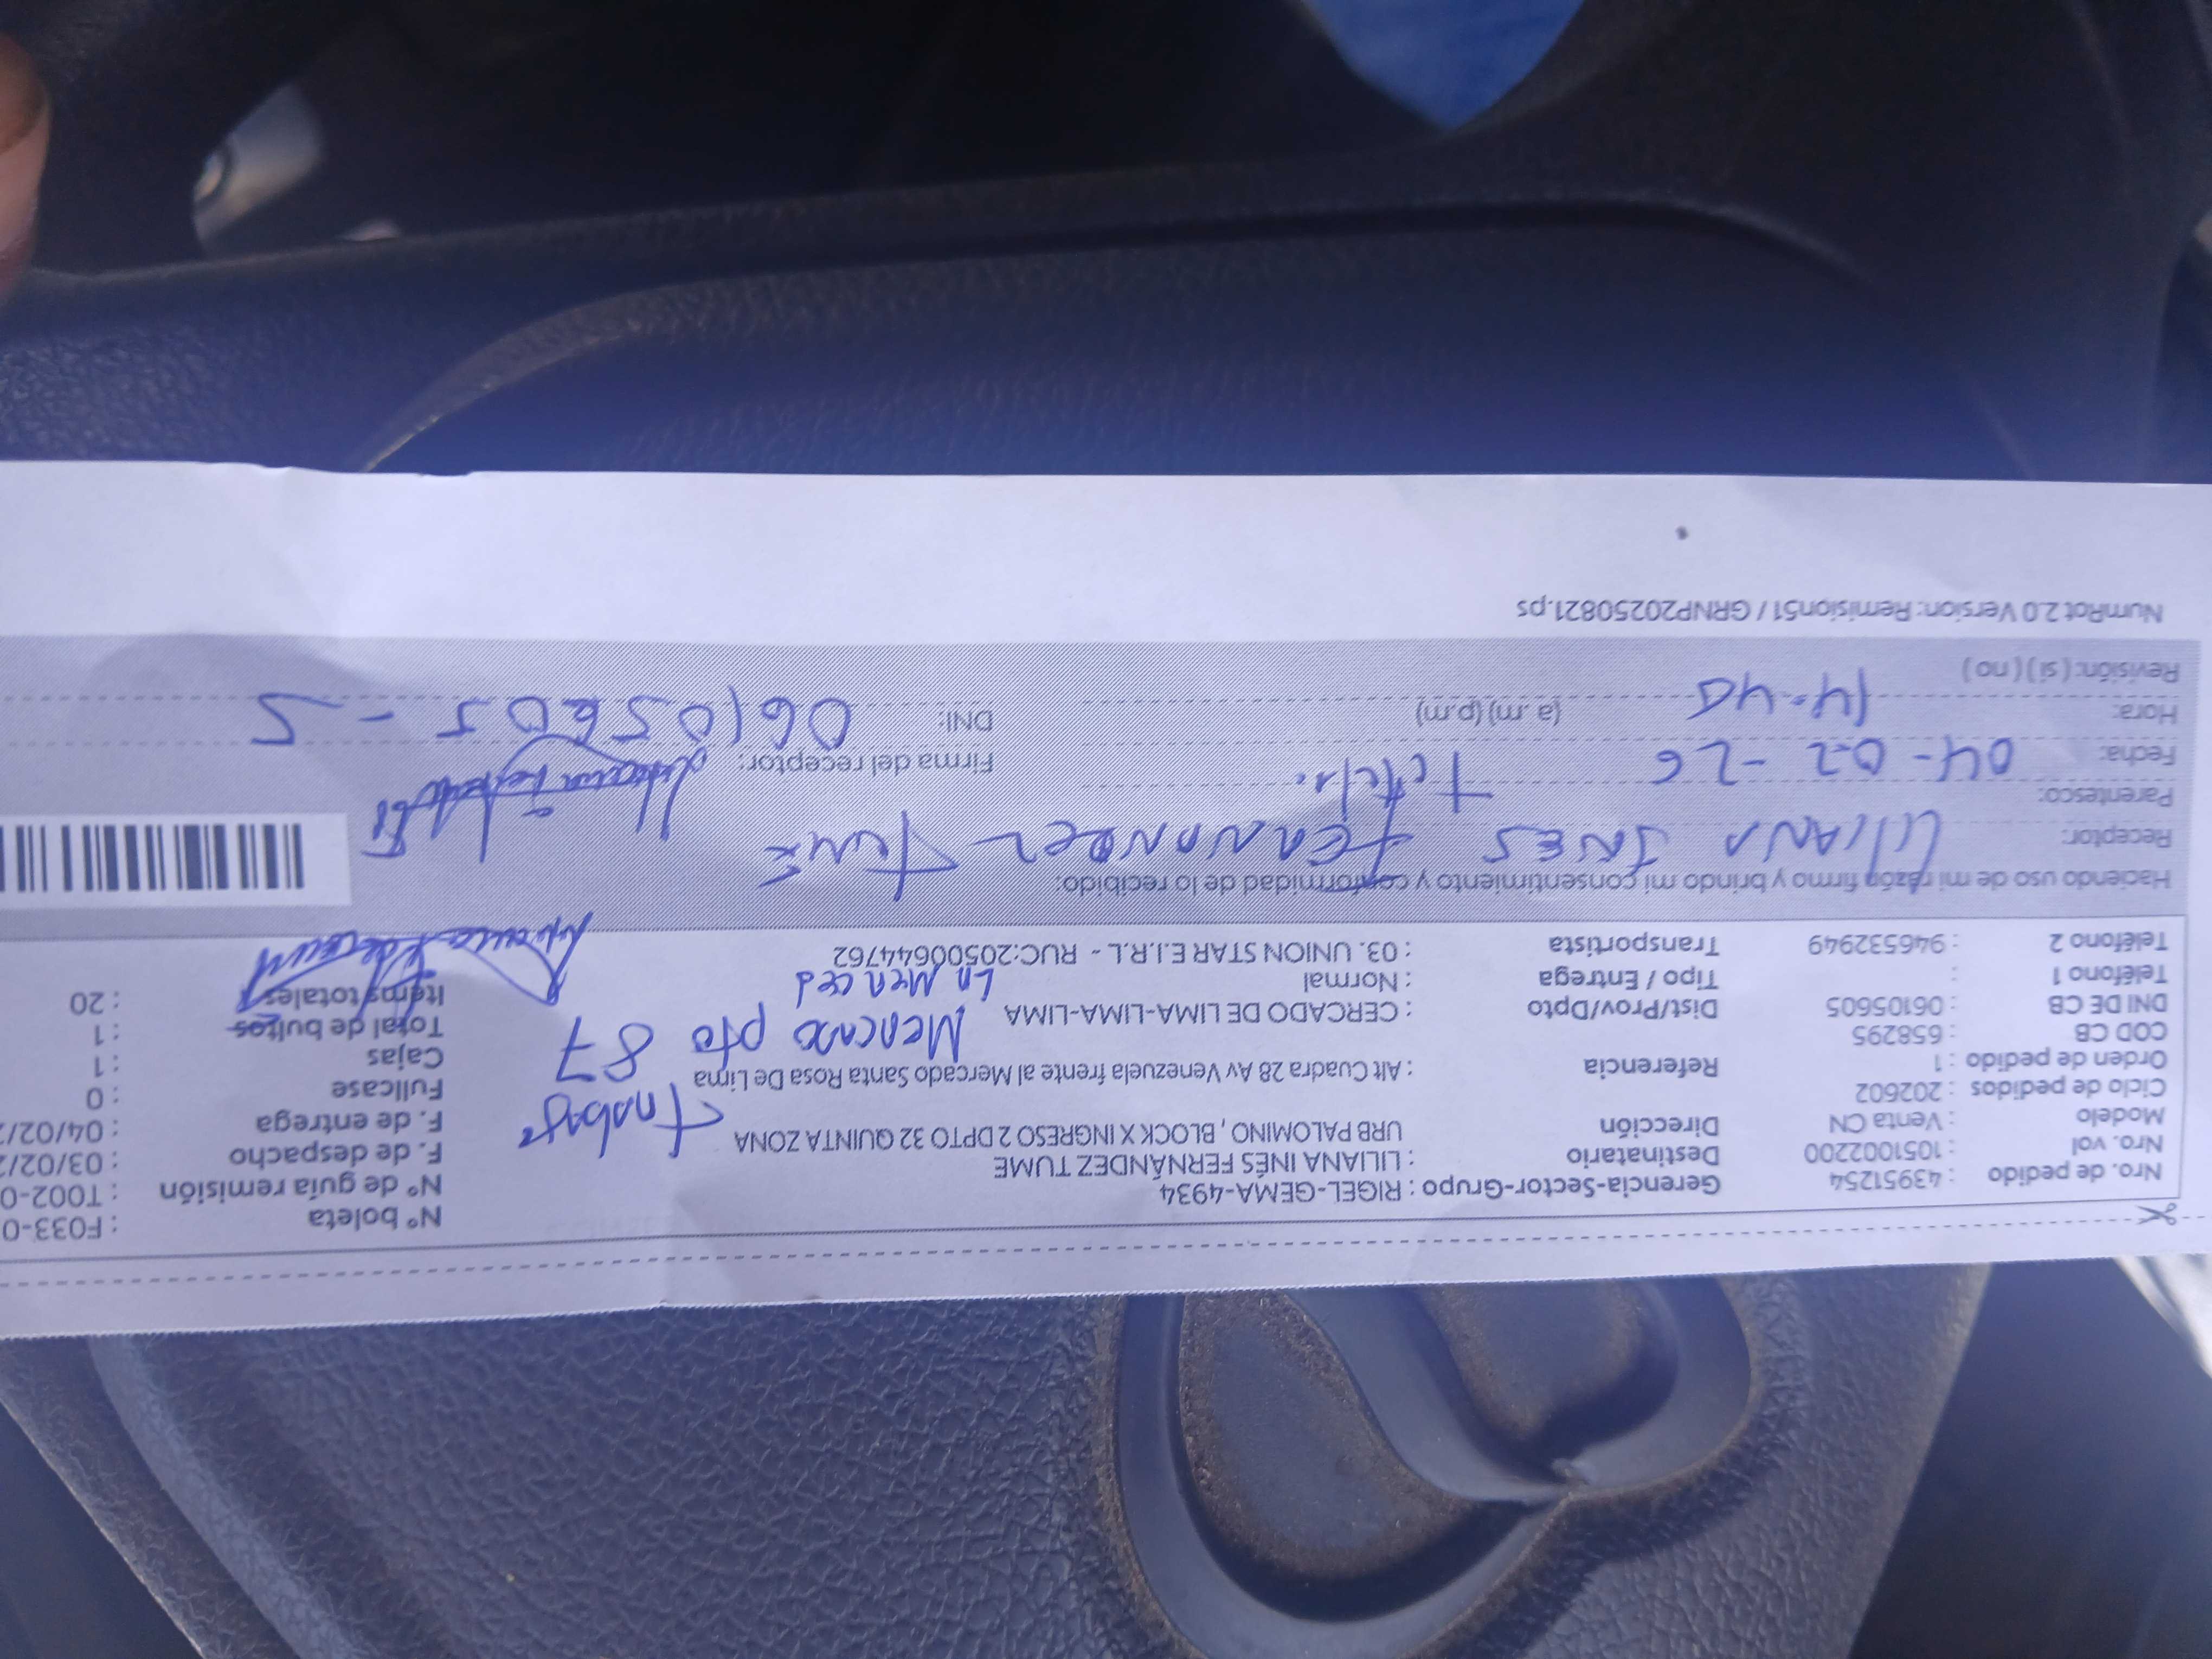 Nro. de pedido : 43951254 Gerencia-Sector-Grupo : RIGEL-GEMA-4934 N° boleta : F033-0
Nro. vol. : 1051002200 Destinatario : LILIANA INÉS FERNÁNDEZ TUME N° de guía remisión : T002-0
Modelo : Venta CN Dirección URB PALOMINO , BLOCK X INGRESO 2 DPTO 32 QUINTA ZONA F. de despacho : 03/02/2
Ciclo de pedidos : 202602 F. de entrega : 04/02/2
Orden de pedido : 1 Referencia : Alt Cuadra 28 Av Venezuela frente al Mercado Santa Rosa De Lima Fullcase : 0
COD CB : 658295 Cajas : 1
DNI DE CB : 06105605 Dist/Prov/Dpto : CERCADO DE LIMA-LIMA-LIMA Total de bultos : 1
Teléfono 1 : Tipo / Entrega : Normal Items totales : 20
Teléfono 2 : 946532949 Transportista : 03. UNION STAR E.I.R.L - RUC:20500644762
Mercado pto 87
La Merced
Haciendo uso de mi razón firmo y brindo mi consentimiento y conformidad de lo recibido:
Receptor: LILIANA INES FERNANDEZ TUME
Parentesco:
Fecha: 04-02-26 Firma del receptor:
Hora: 14:40 (a.m) (p.m) DNI: 06105605 - 5
Revisión: ( si ) ( no )
NumRot 2.0 Version: Remision51 / GRNP20250821.ps